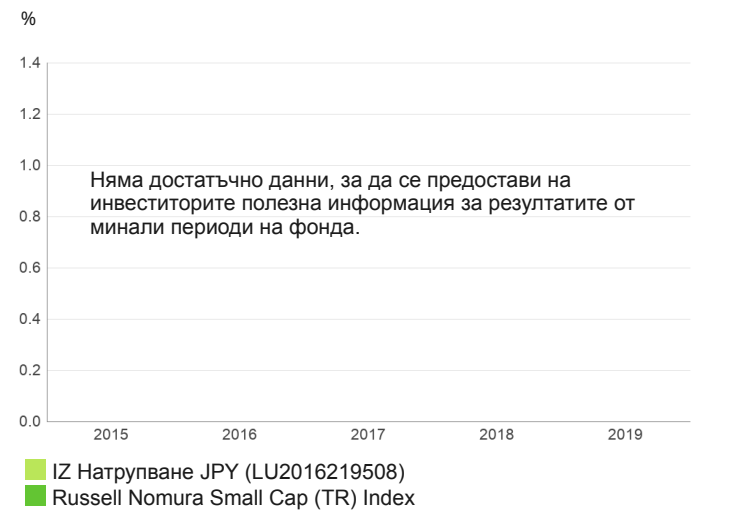 %
1.4
1.2
1.0
Няма достатъчно данни, за да се предостави на
инвеститорите полезна информация за резултатите от
минали периоди на фонда.
0.8
0.6
0.4
0.2
0.0
2015 2016 2017 2018 2019
IZ Натрупване JPY (LU2016219508)
Russell Nomura Small Cap (TR) Index